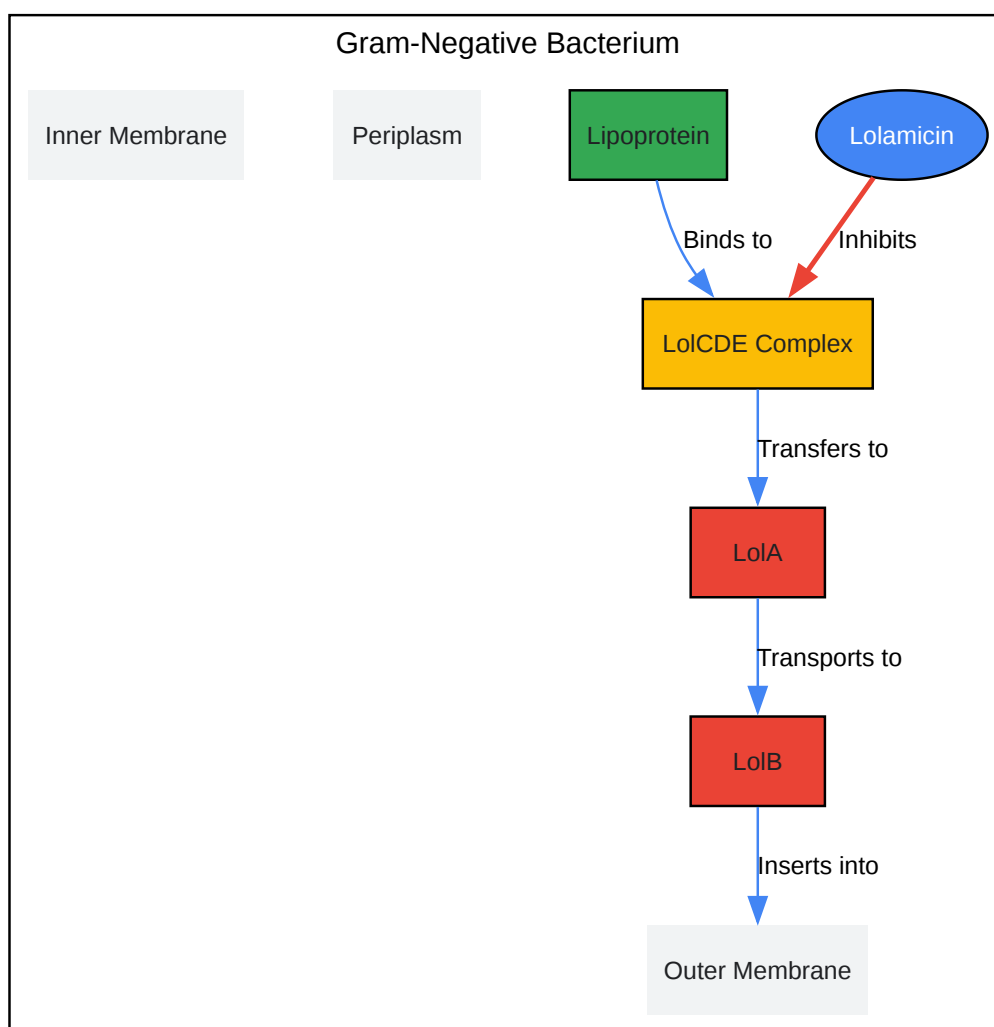 Gram-Negative Bacterium
Inner Membrane
Periplasm
Lipoprotein
Lolamicin
Binds to
Inhibits
LolCDE Complex
Transfers to
LolA
Transports to
LolB
Inserts into
Outer Membrane